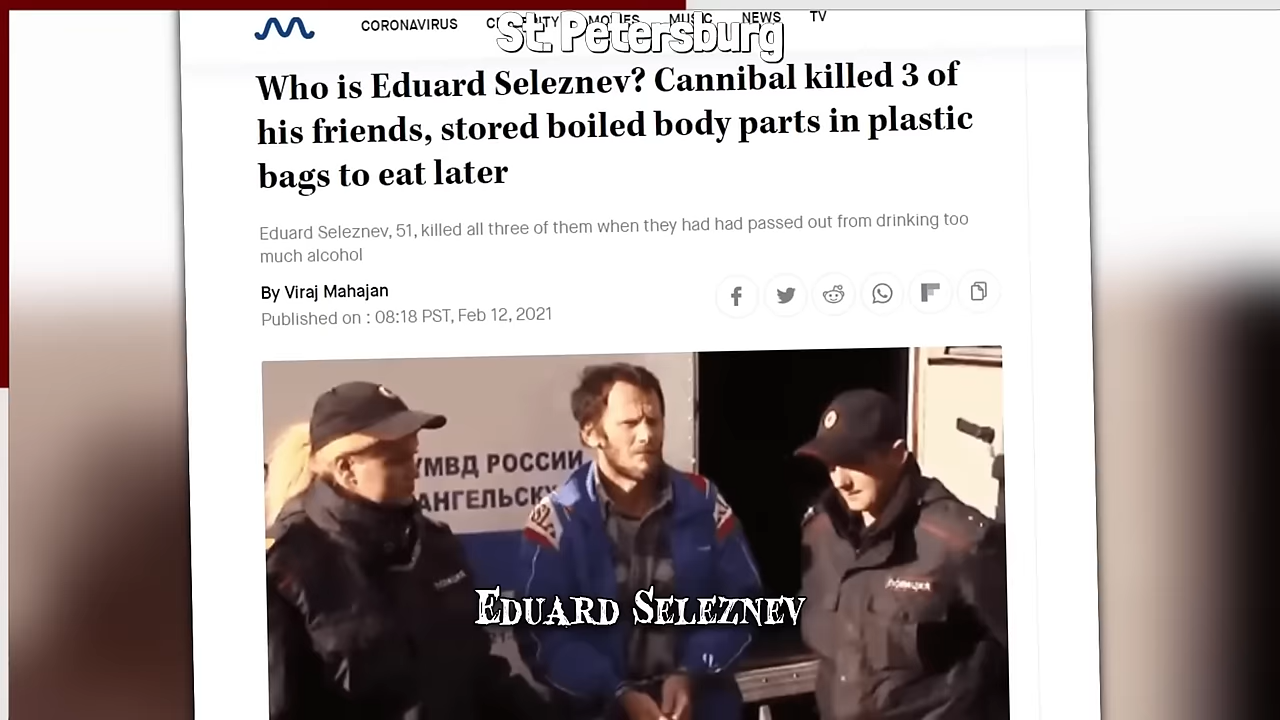 CORONAVIRUS MUSIC NEWS TV
St. Petersburg
Who is Eduard Seleznev? Cannibal killed 3 of
his friends, stored boiled body parts in plastic
bags to eat later
Eduard Seleznev, 51, killed all three of them when they had had passed out from drinking too
much alcohol
By Viraj Mahajan
Published on : 08:18 PST, Feb 12, 2021
УМВД РОССИИ
АНГЕЛЬСК
EDUARD SELEZNEV